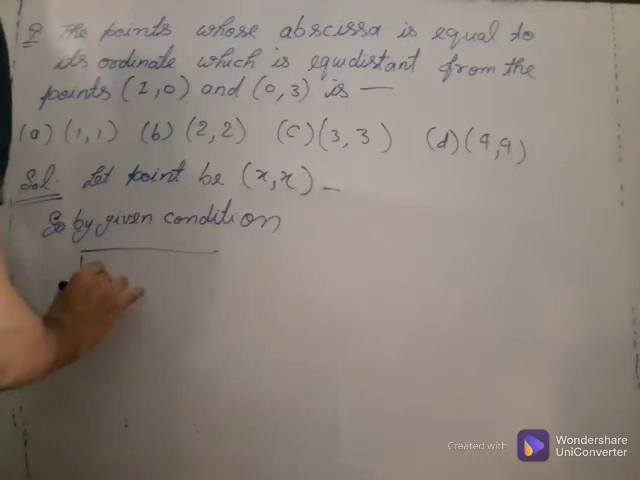 Q The points whose abscissa is equal to
its ordinate which is equidistant from the
points (1,0) and (0,3) is —
(a) (1,1) (b) (2,2) (c) (3,3) (d) (4,4)
Sol. Let point be (x,x) –
So by given condition
Created with Wondershare
UniConverter